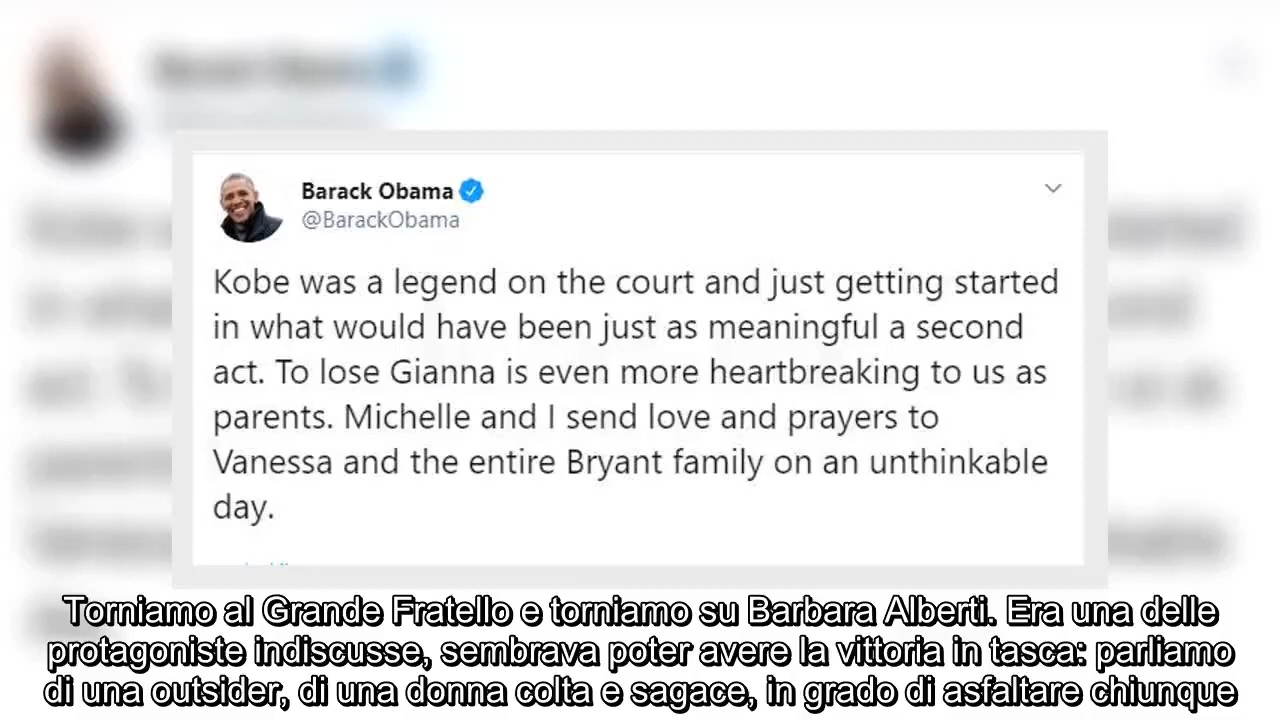 Barack Obama
@BarackObama
Kobe was a legend on the court and just getting started
in what would have been just as meaningful a second
act. To lose Gianna is even more heartbreaking to us as
parents. Michelle and I send love and prayers to
Vanessa and the entire Bryant family on an unthinkable
day.
Torniamo al Grande Fratello e torniamo su Barbara Alberti. Era una delle
protagoniste indiscusse, sembrava poter avere la vittoria in tasca: parliamo
di una outsider, di una donna colta e sagace, in grado di asfaltare chiunque